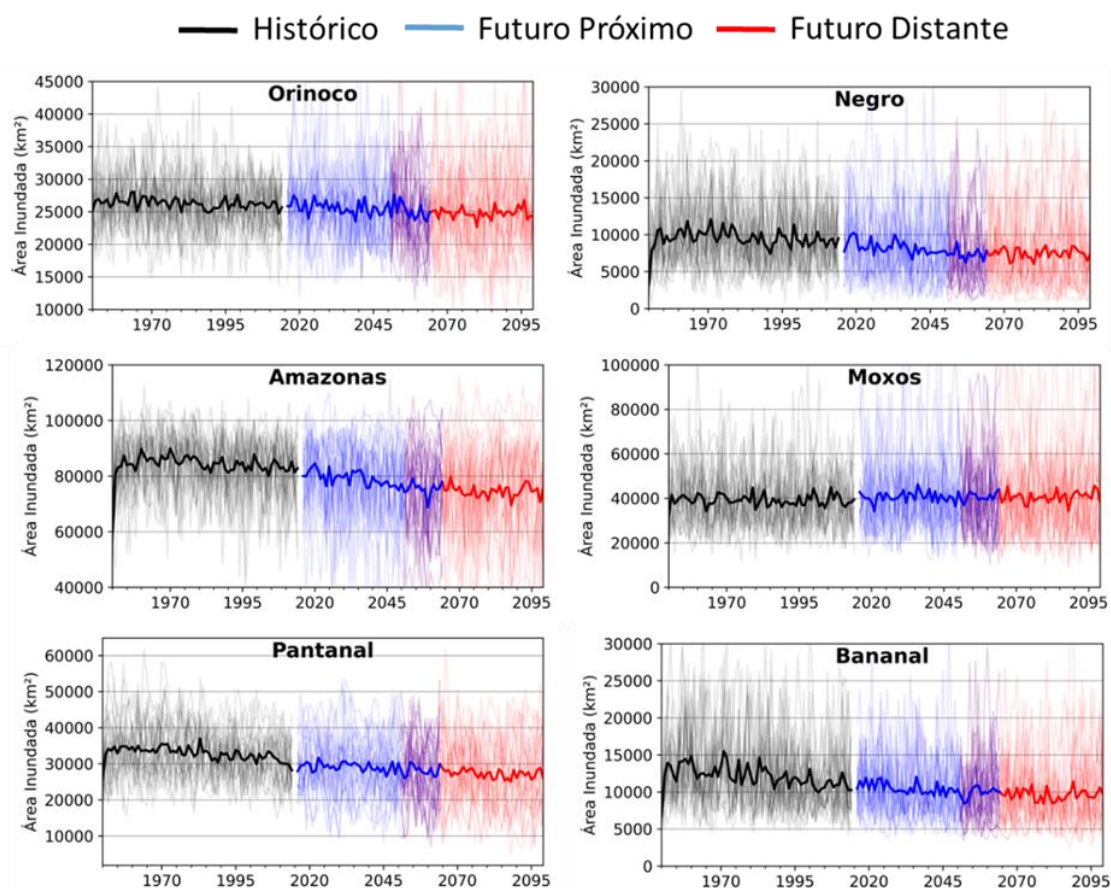 Histórico Futuro Próximo Futuro Distante
Orinoco
Área Inundada (km²)
45000
40000
35000
30000
25000
20000
15000
10000
1970 1995 2020 2045 2070 2095
Negro
Área Inundada (km²)
30000
25000
20000
15000
10000
5000
0
1970 1995 2020 2045 2070 2095
Amazonas
Área Inundada (km²)
120000
100000
80000
60000
40000
1970 1995 2020 2045 2070 2095
Moxos
Área Inundada (km²)
100000
80000
60000
40000
20000
0
1970 1995 2020 2045 2070 2095
Pantanal
Área Inundada (km²)
60000
50000
40000
30000
20000
10000
1970 1995 2020 2045 2070 2095
Bananal
Área Inundada (km²)
30000
25000
20000
15000
10000
5000
0
1970 1995 2020 2045 2070 2095